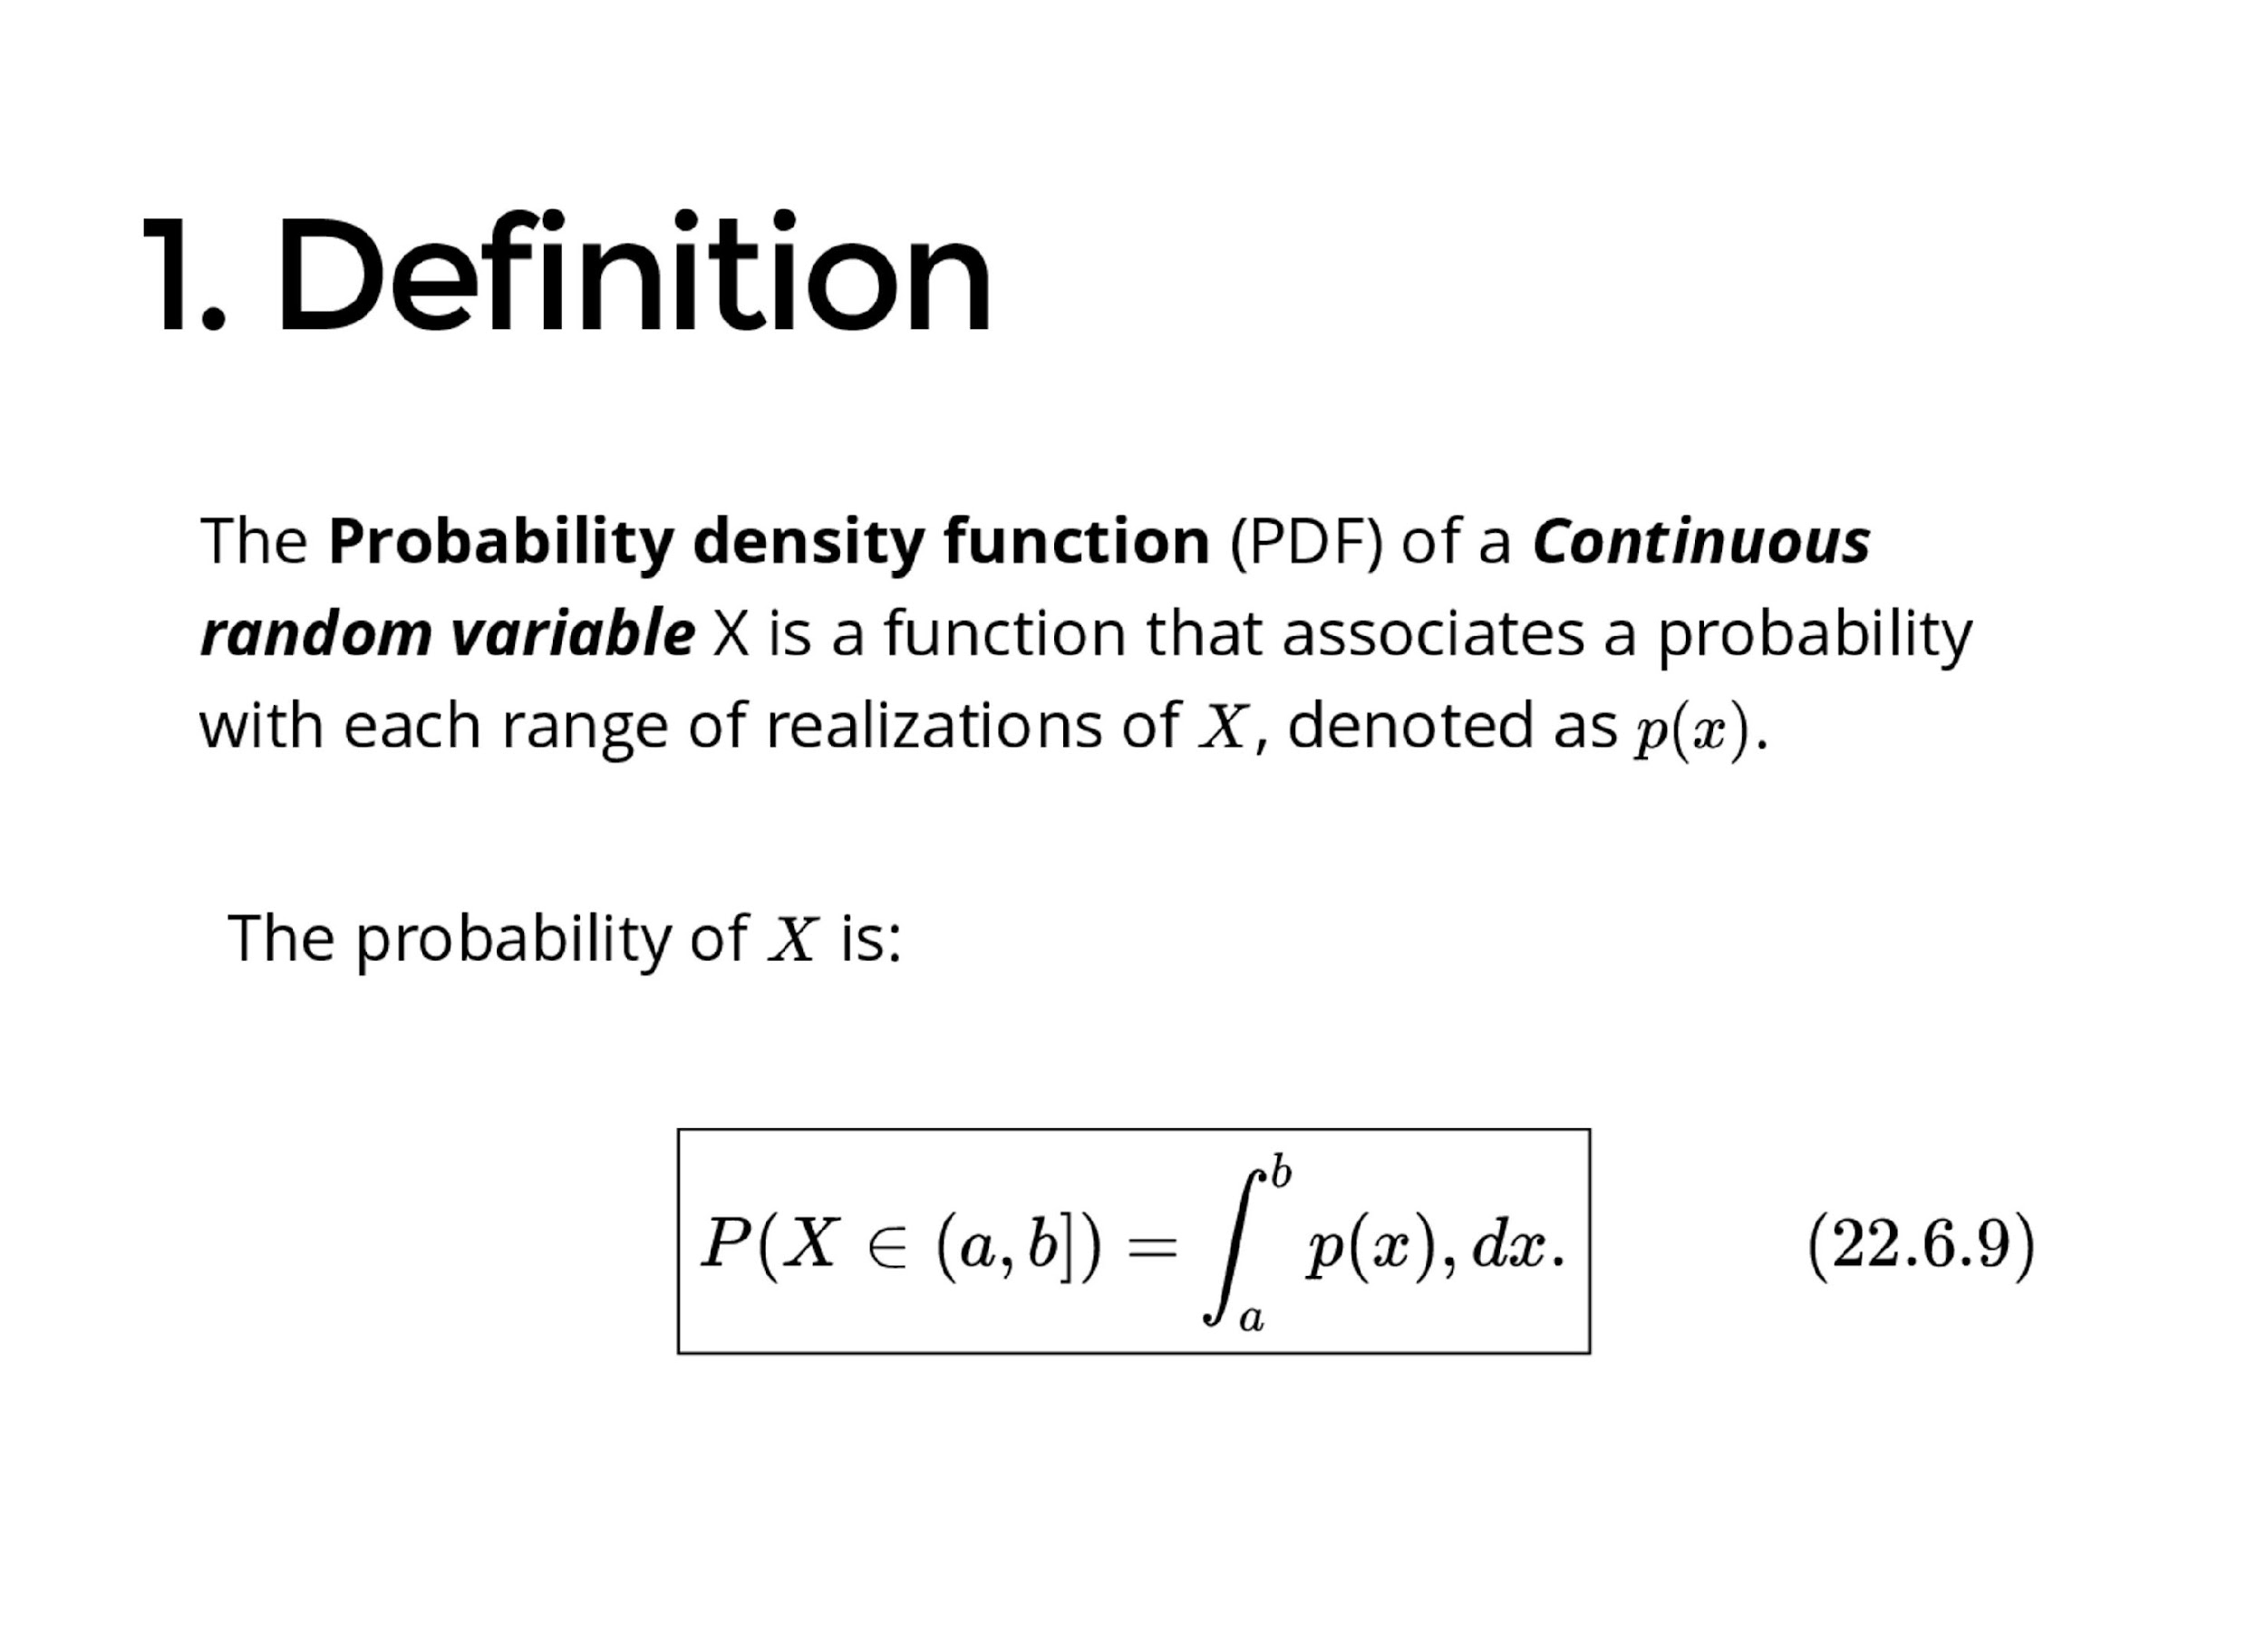 1. Definition
The Probability density function (PDF) of a Continuous
random variable X is a function that associates a probability
with each range of realizations of X, denoted as p(x).
The probability of X is:
P(X ∈ (a, b]) = ∫_a^b p(x), dx. (22.6.9)